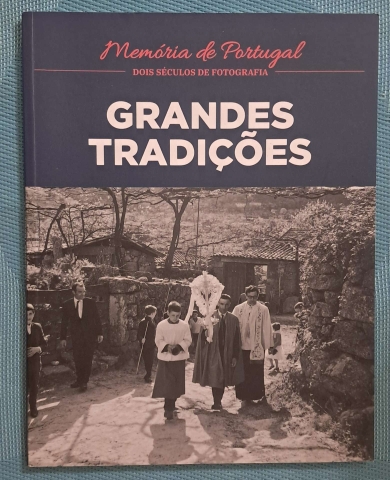 Memória de Portugal
DOIS SÉCULOS DE FOTOGRAFIA
GRANDES
TRADIÇÕES